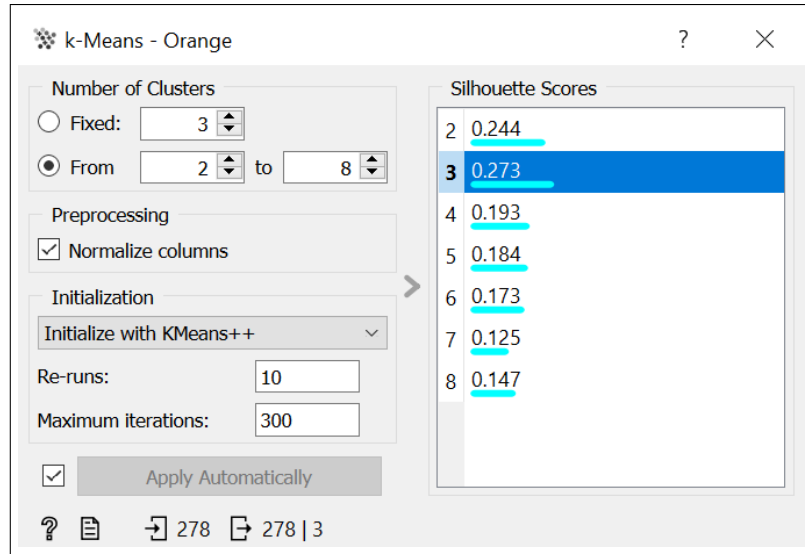 k-Means - Orange
?
Number of Clusters
Fixed: 3
From 2 to 8
Preprocessing
Normalize columns
Initialization
Initialize with KMeans++
Re-runs: 10
Maximum iterations: 300
Apply Automatically
? 278 278 | 3
Silhouette Scores
2 0.244
3 0.273
4 0.193
5 0.184
6 0.173
7 0.125
8 0.147